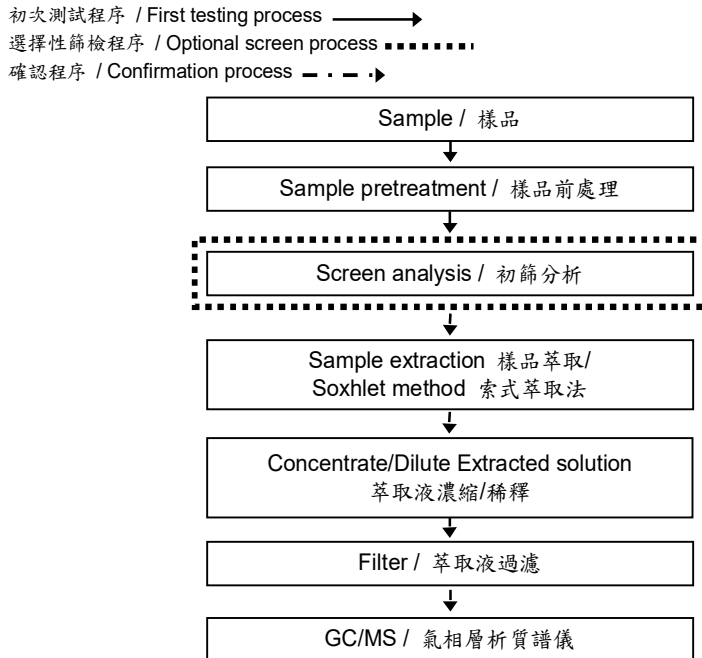 初次測試程序 / First testing process
選擇性篩檢程序 / Optional screen process
確認程序 / Confirmation process
Sample / 樣品
Sample pretreatment / 樣品前處理
Screen analysis / 初篩分析
Sample extraction 樣品萃取/
Soxhlet method 索式萃取法
Concentrate/Dilute Extracted solution
萃取液濃縮/稀釋
Filter / 萃取液過濾
GC/MS / 氣相層析質譜儀